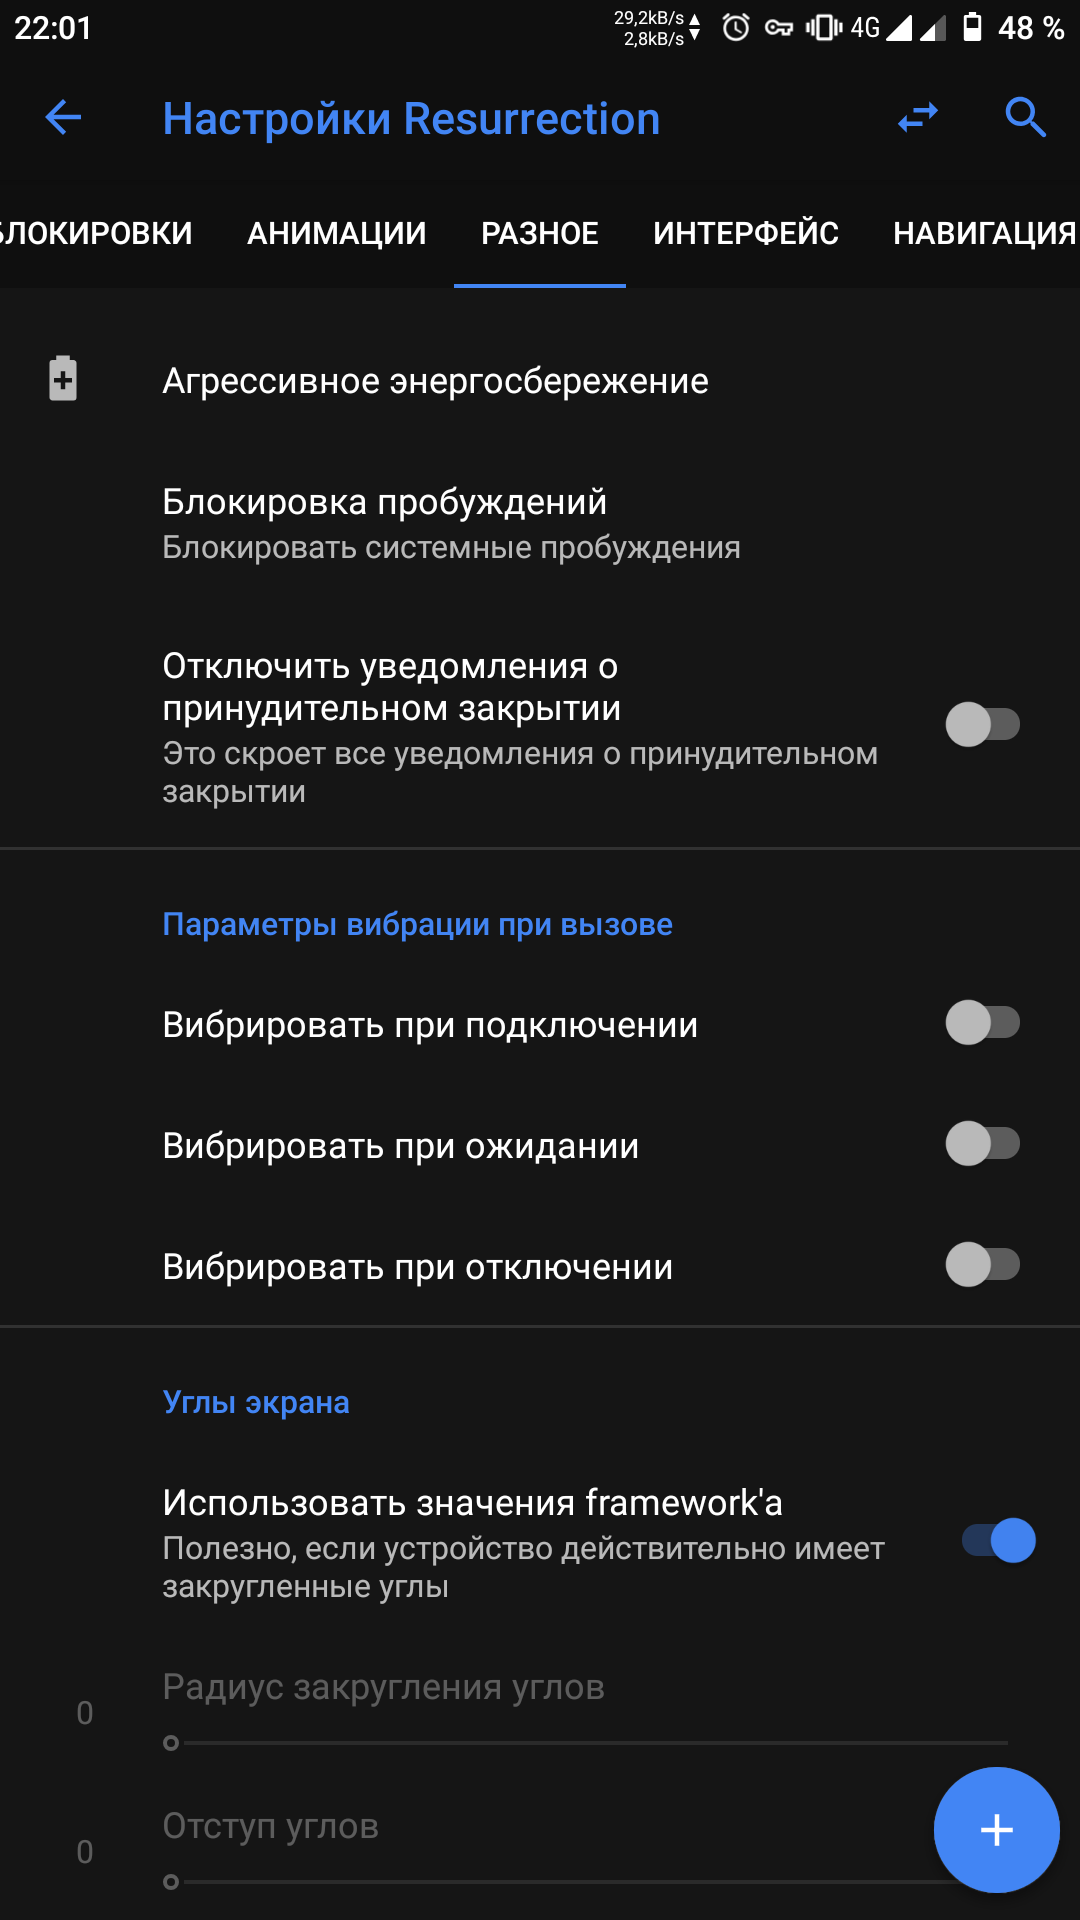 22:01
29,2kB/s
2,8kB/s
4G
48 %
Настройки Resurrection
БЛОКИРОВКИ
АНИМАЦИИ
РАЗНОЕ
ИНТЕРФЕЙС
НАВИГАЦИЯ
Агрессивное энергосбережение
Блокировка пробуждений
Блокировать системные пробуждения
Отключить уведомления о
принудительном закрытии
Это скроет все уведомления о принудительном
закрытии
Параметры вибрации при вызове
Вибрировать при подключении
Вибрировать при ожидании
Вибрировать при отключении
Углы экрана
Использовать значения framework'а
Полезно, если устройство действительно имеет
закругленные углы
Радиус закругления углов
0
Отступ углов
0